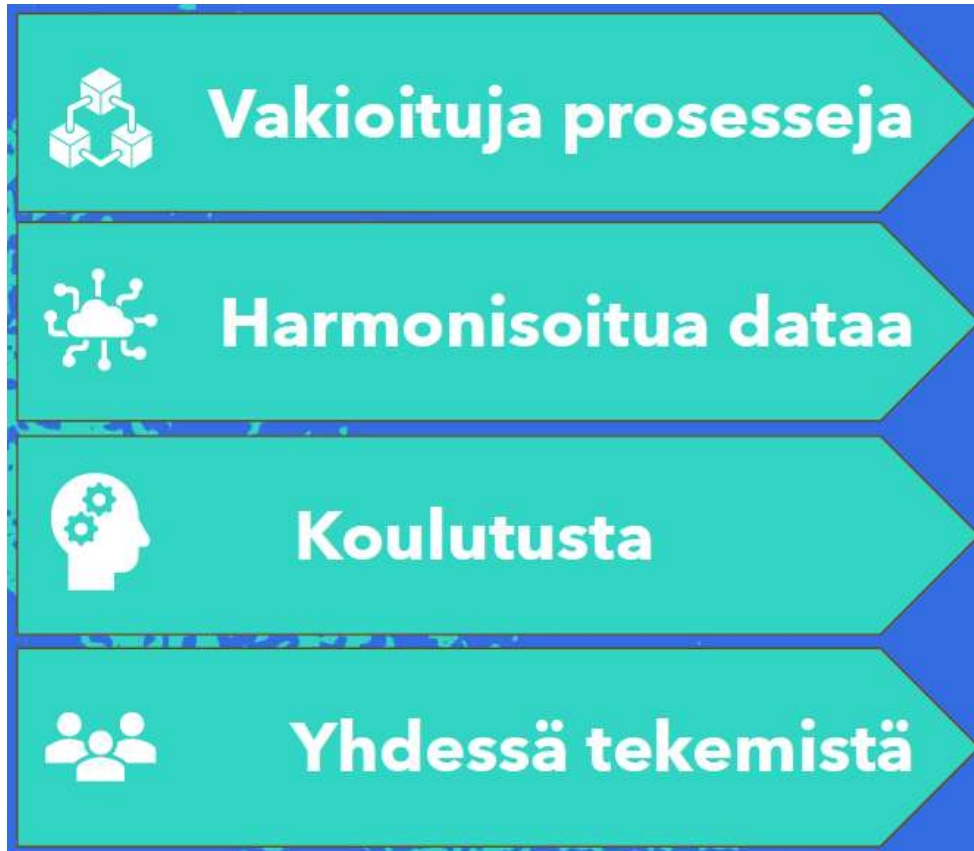 Vakioituja prosesseja
Harmonisoitua dataa
Koulutusta
Yhdessä tekemistä